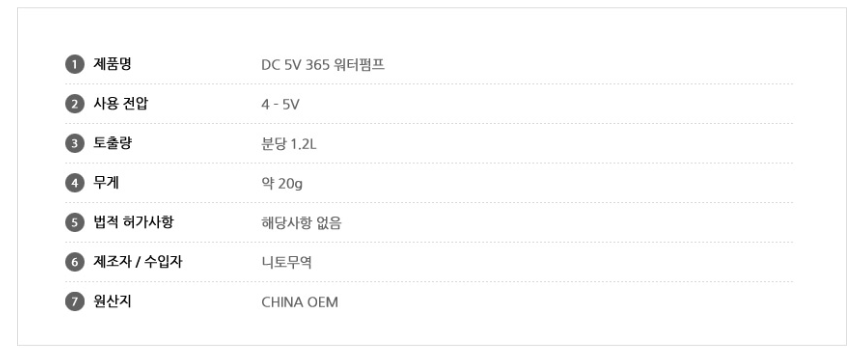 1 제품명 DC 5V 365 워터펌프
2 사용 전압 4 - 5V
3 토출량 분당 1.2L
4 무게 약 20g
5 법적 허가사항 해당사항 없음
6 제조자 / 수입자 니토무역
7 원산지 CHINA OEM